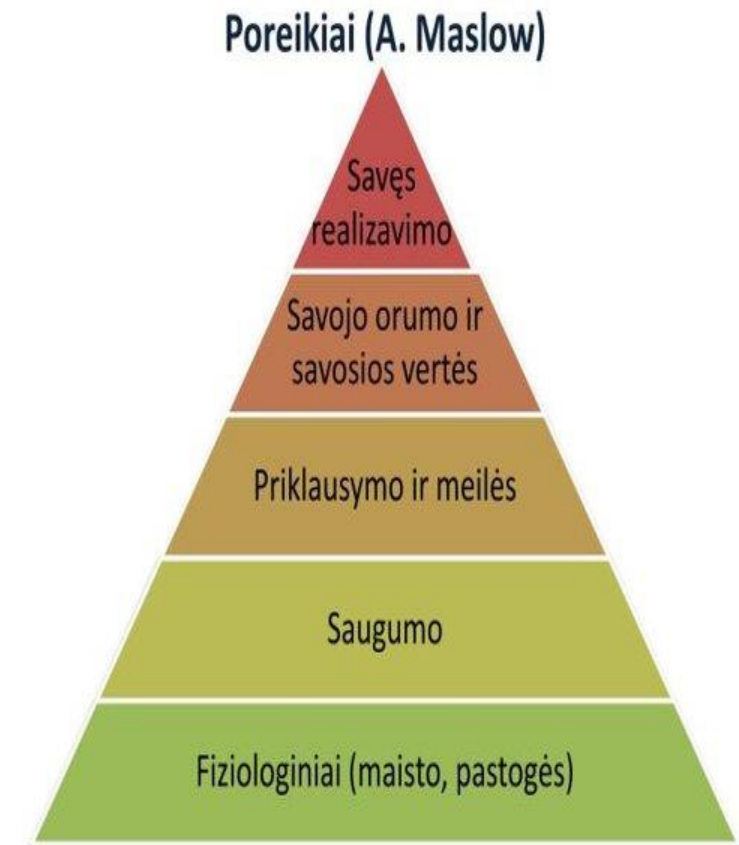 Poreikiai (A. Maslow)
Savęs
realizavimo
Savojo orumo ir
savosios vertės
Priklausymo ir meilės
Saugumo
Fiziologiniai (maisto, pastogės)